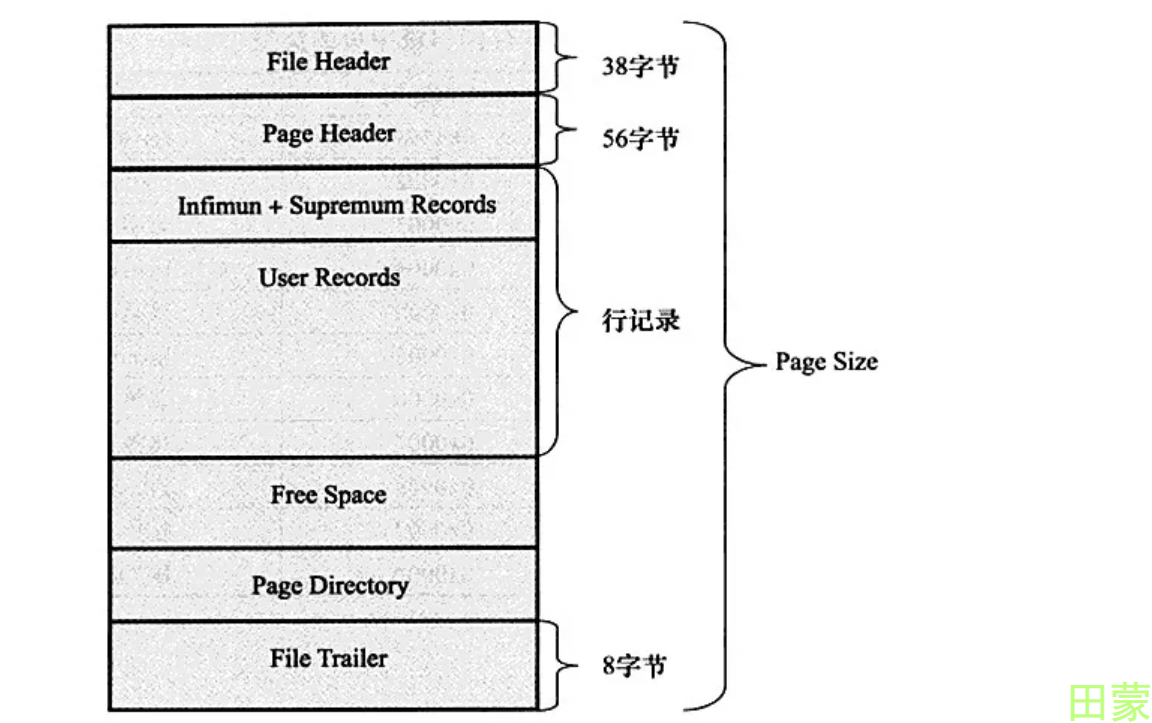 File Header
38字节
Page Header
56字节
Infimun + Supremum Records
User Records
行记录
Page Size
Free Space
Page Directory
File Trailer
8字节
田蒙